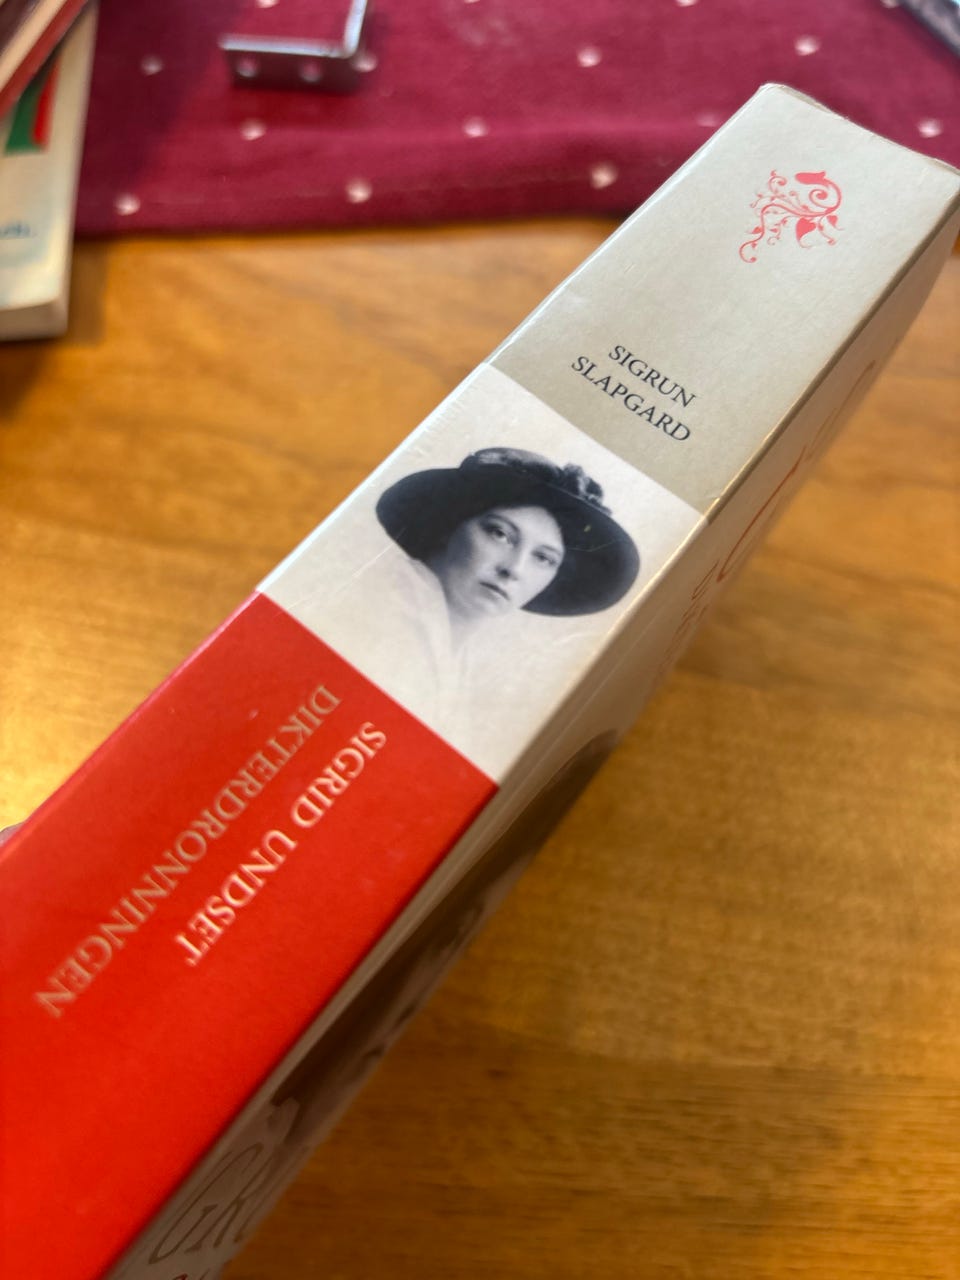 SIGRUN
SLAPGARD
SIGRID UNDSET
DIKTERDRONNINGEN